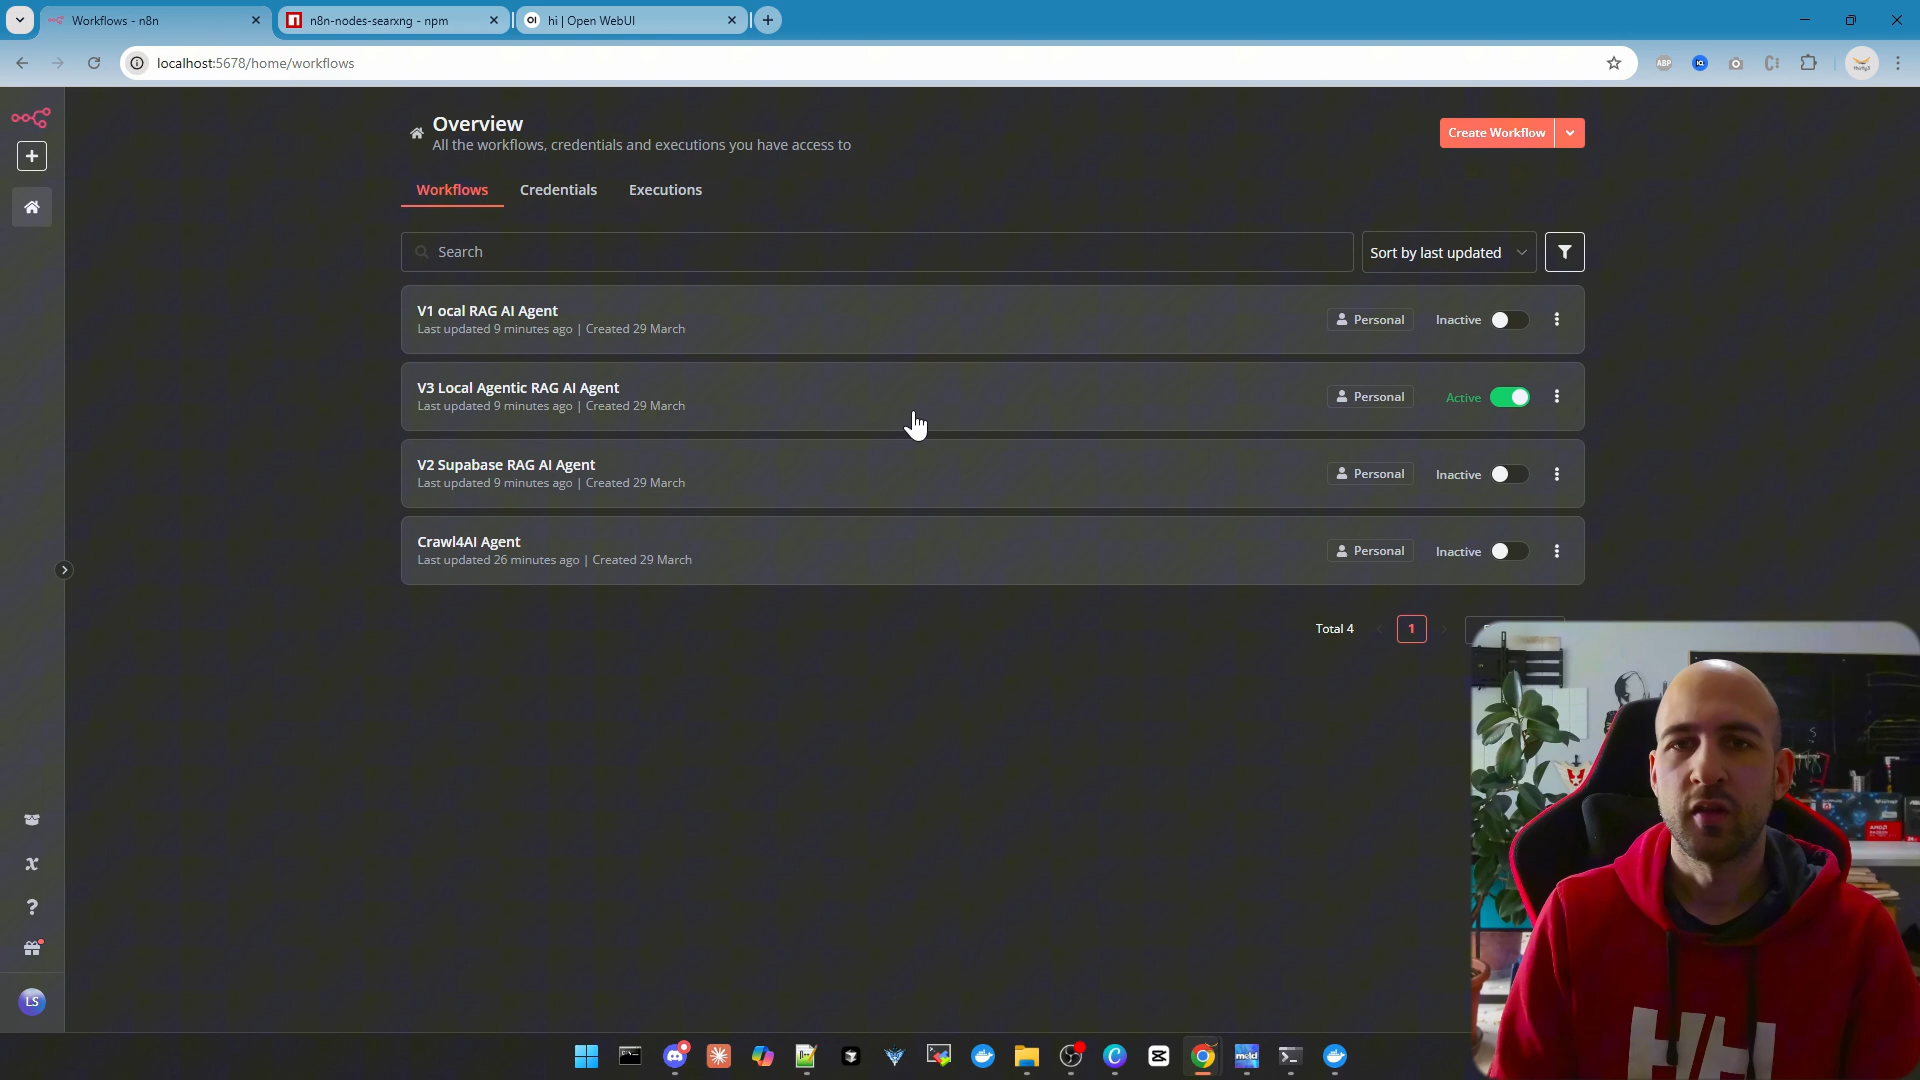 Workflows - n8n
n8n-nodes-searxng - npm
OI hi | Open WebUI
localhost:5678/home/workflows
ABP
Overview
All the workflows, credentials and executions you have access to
Create Workflow
Workflows
Credentials
Executions
Search
Sort by last updated
V1 ocal RAG AI Agent
Last updated 9 minutes ago | Created 29 March
Personal
Inactive
V3 Local Agentic RAG AI Agent
Last updated 9 minutes ago | Created 29 March
Personal
Active
V2 Supabase RAG AI Agent
Last updated 9 minutes ago | Created 29 March
Personal
Inactive
Crawl4AI Agent
Last updated 26 minutes ago | Created 29 March
Personal
Inactive
Total 4
1
LS
AMD
HH
meld